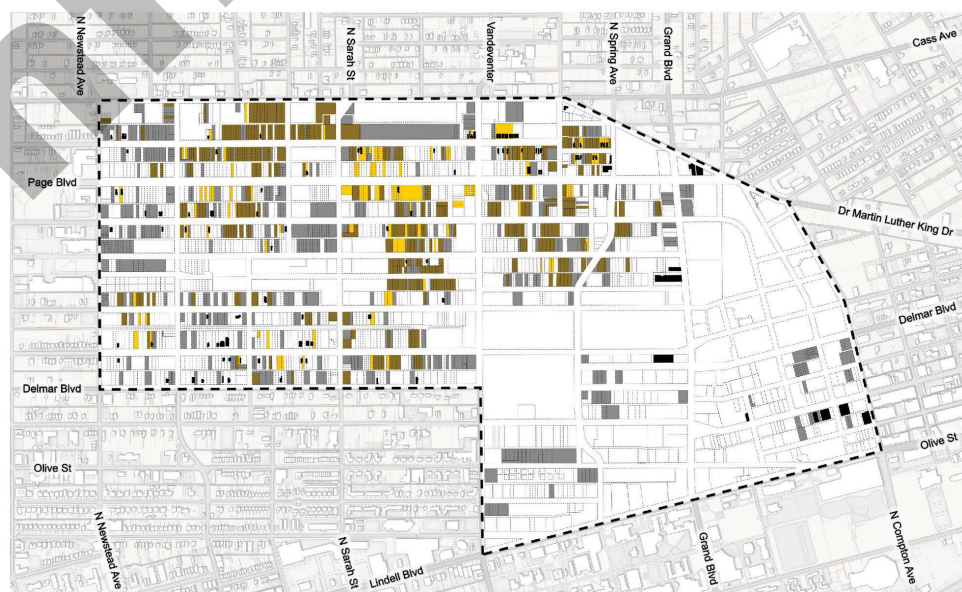 N Newstead Ave
N Sarah St
Vandeventer
N Spring Ave
Grand Blvd
Cass Ave
Page Blvd
Dr Martin Luther King Dr
Delmar Blvd
Delmar Blvd
Olive St
Olive St
N Newstead Ave
N Sarah St
Lindell Blvd
Grand Blvd
N Compton Ave